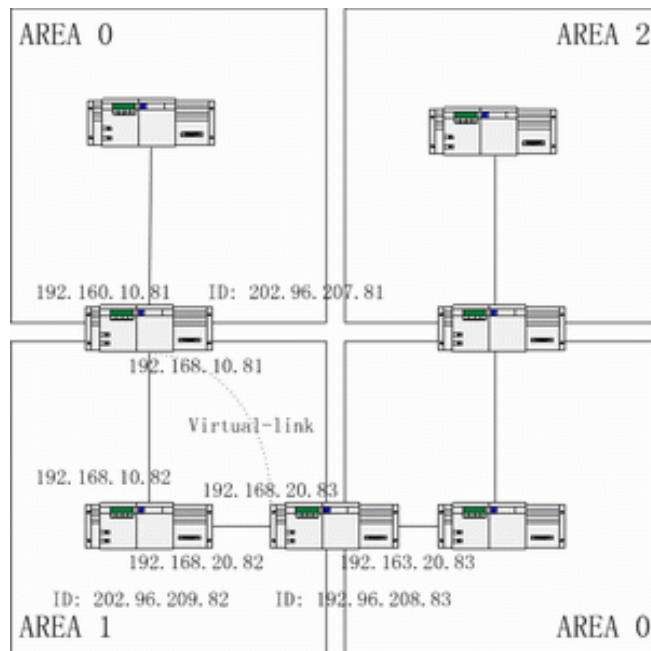 AREA 0
AREA 2
192.160.10.81
ID: 202.96.207.81
192.168.10.81
Virtual-link
192.168.10.82
192.168.20.83
192.168.20.82
192.163.20.83
ID: 202.96.209.82
ID: 192.96.208.83
AREA 1
AREA 0